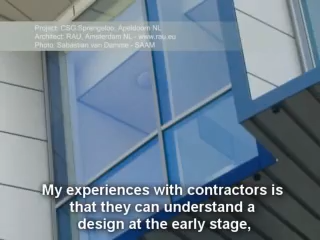 Project: CSG Sprengeloo, Apeldoorn NL
Architect: RAU, Amsterdam NL - www.rau.eu
Photo: Sebastian van Damme - SAAM
My experiences with contractors is
that they can understand a
design at the early stage,